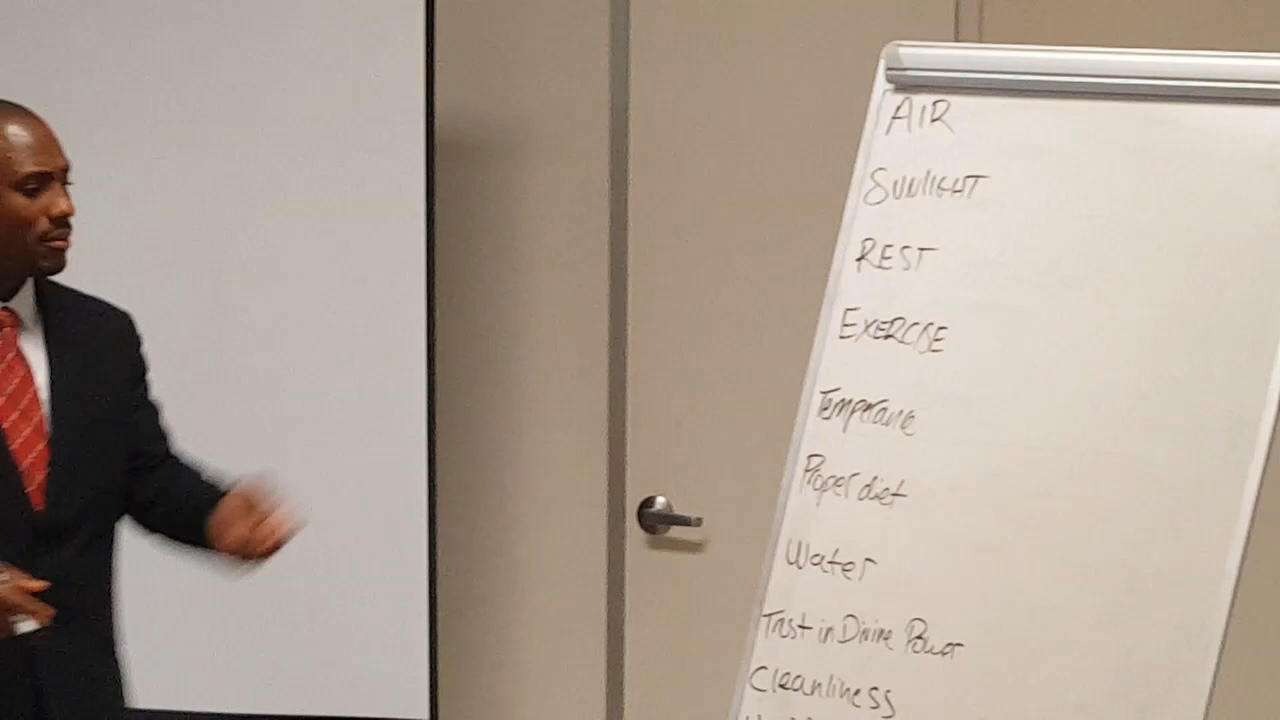 AIR
SUNlIGHT
REST
EXERCISE
Temperance
Proper diet
Water
Trust in Divine Power
Cleanliness